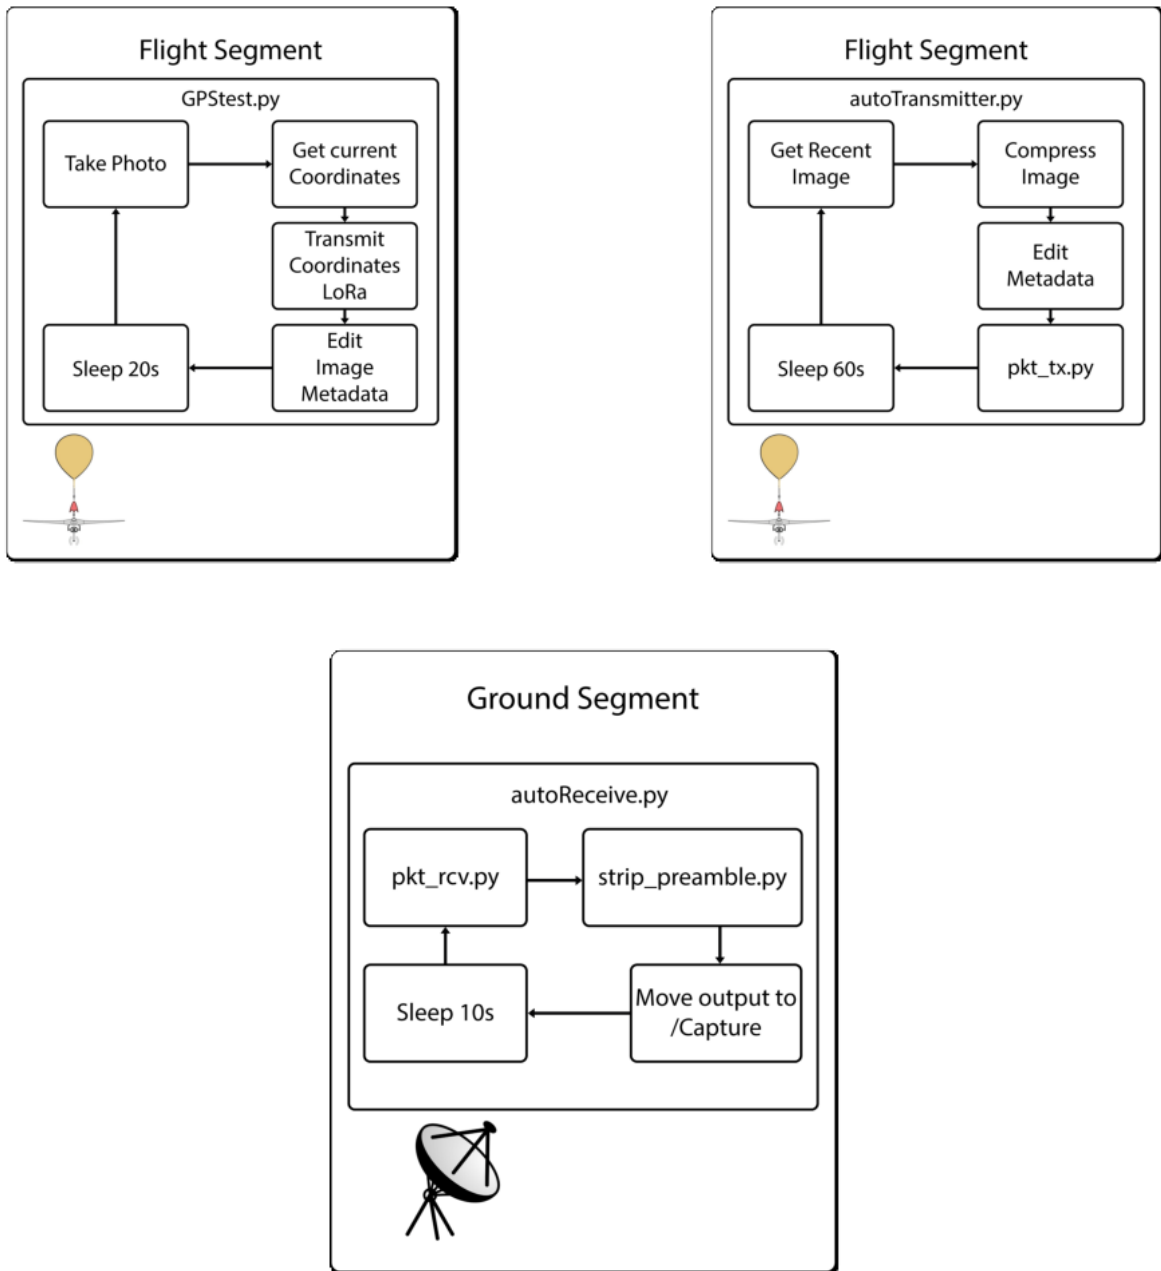 Flight Segment
GPStest.py
Take Photo
Get current
Coordinates
Transmit
Coordinates
LoRa
Edit
Image
Metadata
Sleep 20s
Flight Segment
autoTransmitter.py
Get Recent
Image
Compress
Image
Edit
Metadata
pkt_tx.py
Sleep 60s
Ground Segment
autoReceive.py
pkt_rcv.py
strip_preamble.py
Move output to
/Capture
Sleep 10s